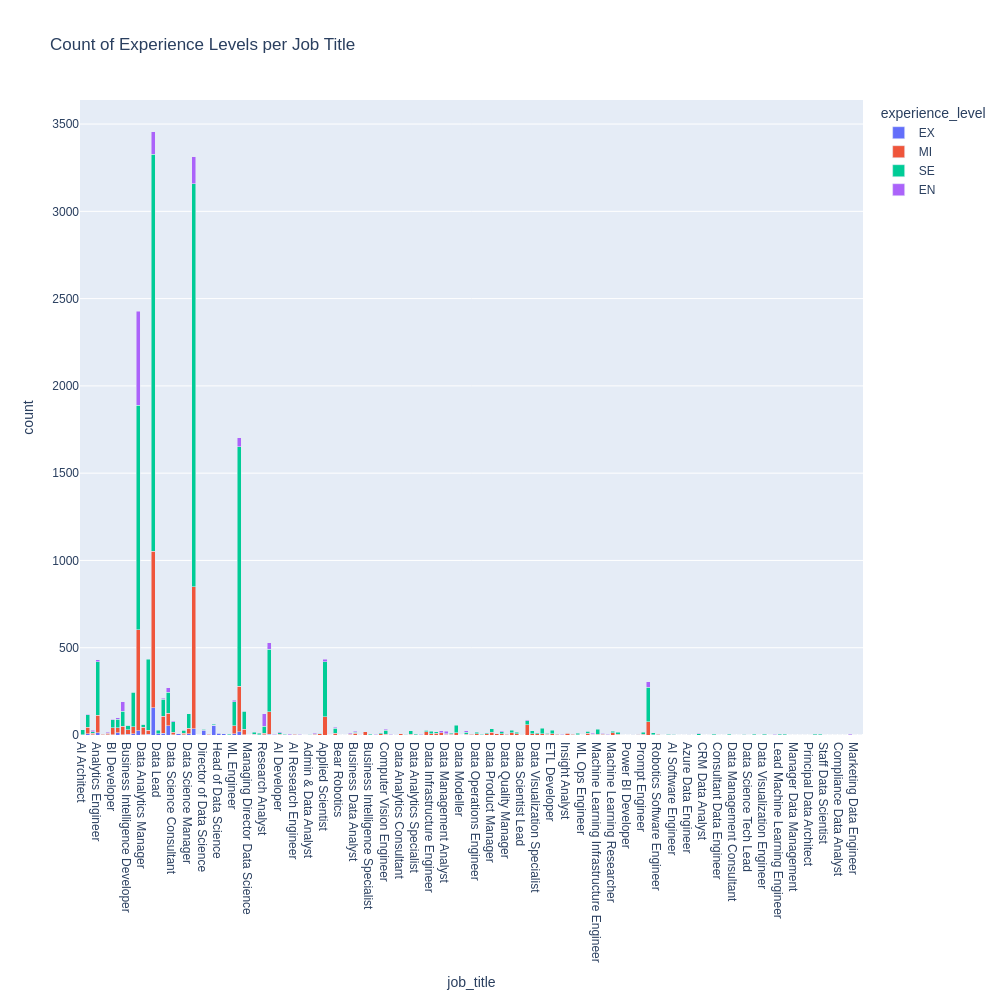 Count of Experience Levels per Job Title
experience_level
EX
MI
SE
EN
3500
3000
2500
2000
1500
1000
500
0
count
AI Architect
Analytics Engineer
BI Developer
Business Intelligence Developer
Data Analytics Manager
Data Lead
Data Science Consultant
Data Science Manager
Director of Data Science
Head of Data Science
ML Engineer
Managing Director Data Science
Research Analyst
AI Developer
AI Research Engineer
Admin & Data Analyst
Applied Scientist
Bear Robotics
Business Data Analyst
Business Intelligence Specialist
Computer Vision Engineer
Data Analytics Consultant
Data Analytics Specialist
Data Infrastructure Engineer
Data Management Analyst
Data Modeller
Data Operations Engineer
Data Product Manager
Data Quality Manager
Data Scientist Lead
Data Visualization Specialist
ETL Developer
Insight Analyst
ML Ops Engineer
Machine Learning Infrastructure Engineer
Machine Learning Researcher
Power BI Developer
Prompt Engineer
Robotics Software Engineer
AI Software Engineer
Azure Data Engineer
CRM Data Analyst
Consultant Data Engineer
Data Management Consultant
Data Science Tech Lead
Data Visualization Engineer
Lead Machine Learning Engineer
Manager Data Management
Principal Data Architect
Staff Data Scientist
Compliance Data Analyst
Marketing Data Engineer
job_title